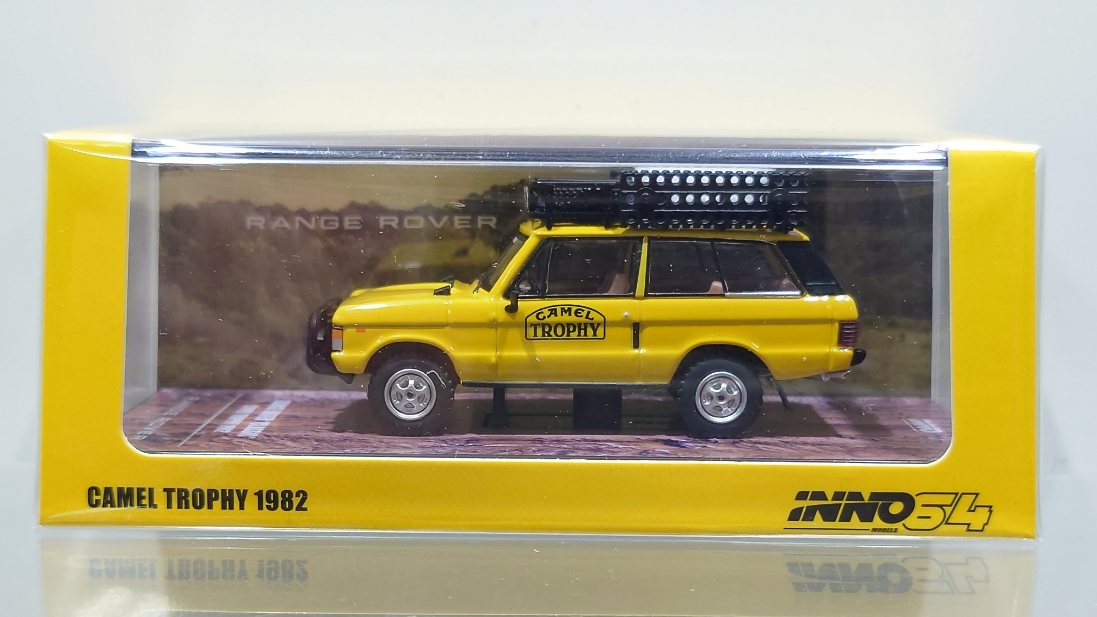 RANGE ROVER
CAMEL
TROPHY
CAMEL TROPHY 1982
INNO64
MODELS